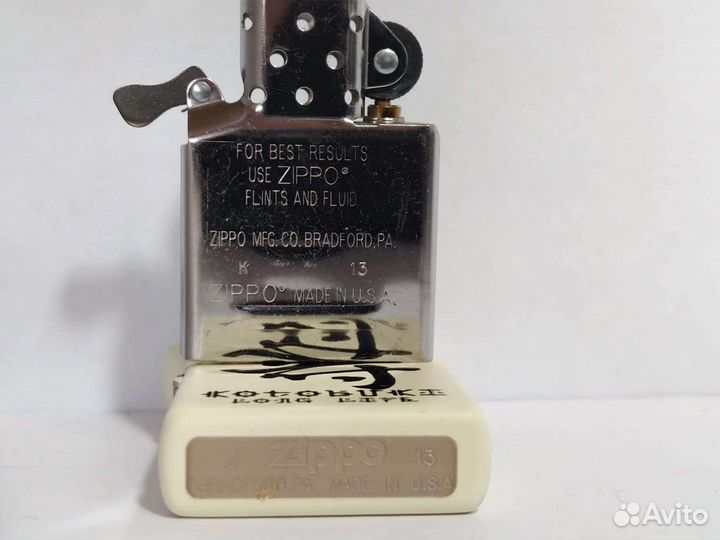 FOR BEST RESULTS
USE ZIPPO®
FLINTS AND FLUID
ZIPPO MFG. CO. BRADFORD, PA.
K 13
ZIPPO® MADE IN U.S.A.
寿
KOTOBUKI
LONG LIFE
J Zippo 13
BRADFORD, PA. MADE IN U.S.A
Avito